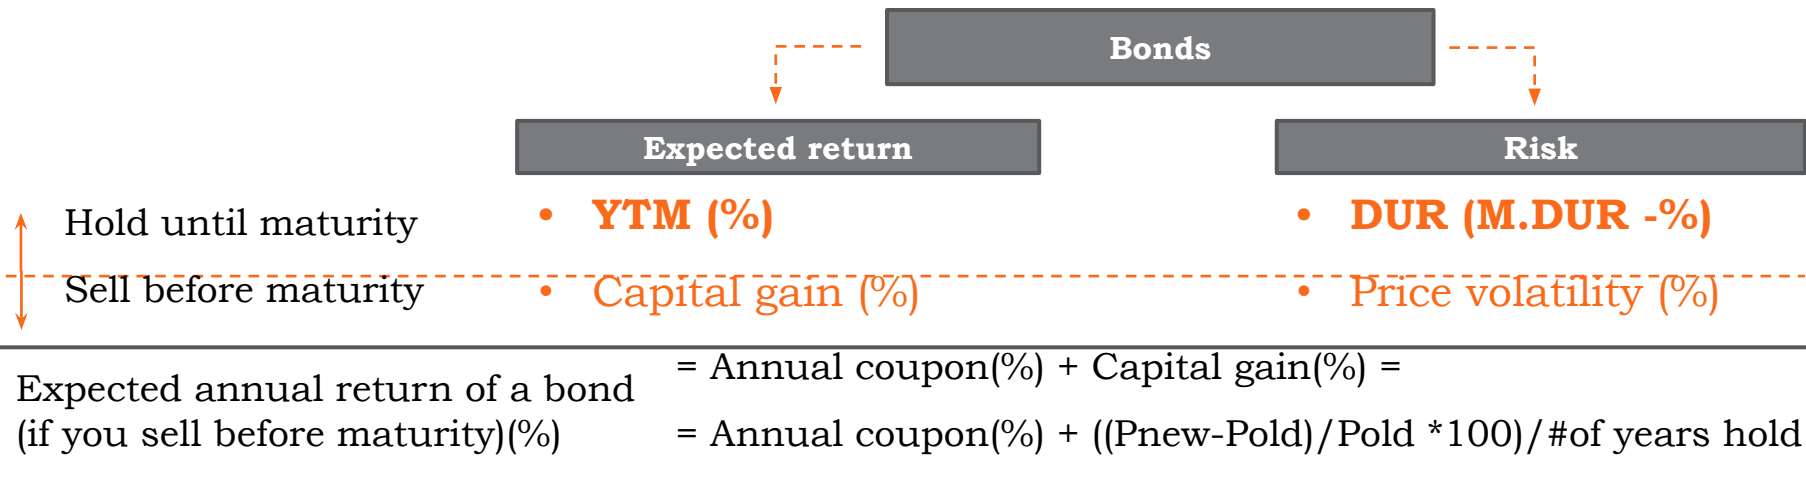 Bonds
Expected return
Risk
Hold until maturity
• YTM (%)
• DUR (M.DUR -%)
Sell before maturity
• Capital gain (%)
• Price volatility (%)
Expected annual return of a bond
(if you sell before maturity)(%)
= Annual coupon(%) + Capital gain(%) =
= Annual coupon(%) + ((Pnew-Pold)/Pold *100)/#of years hold